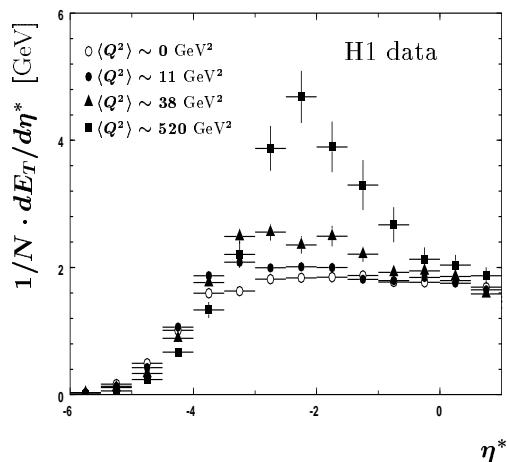 6
H1 data
○ ⟨Q²⟩ ∼ 0 GeV²
● ⟨Q²⟩ ∼ 11 GeV²
▲ ⟨Q²⟩ ∼ 38 GeV²
■ ⟨Q²⟩ ∼ 520 GeV²
1/N · dE_T/dη* [GeV]
4
2
0
-6 -4 -2 0
η*